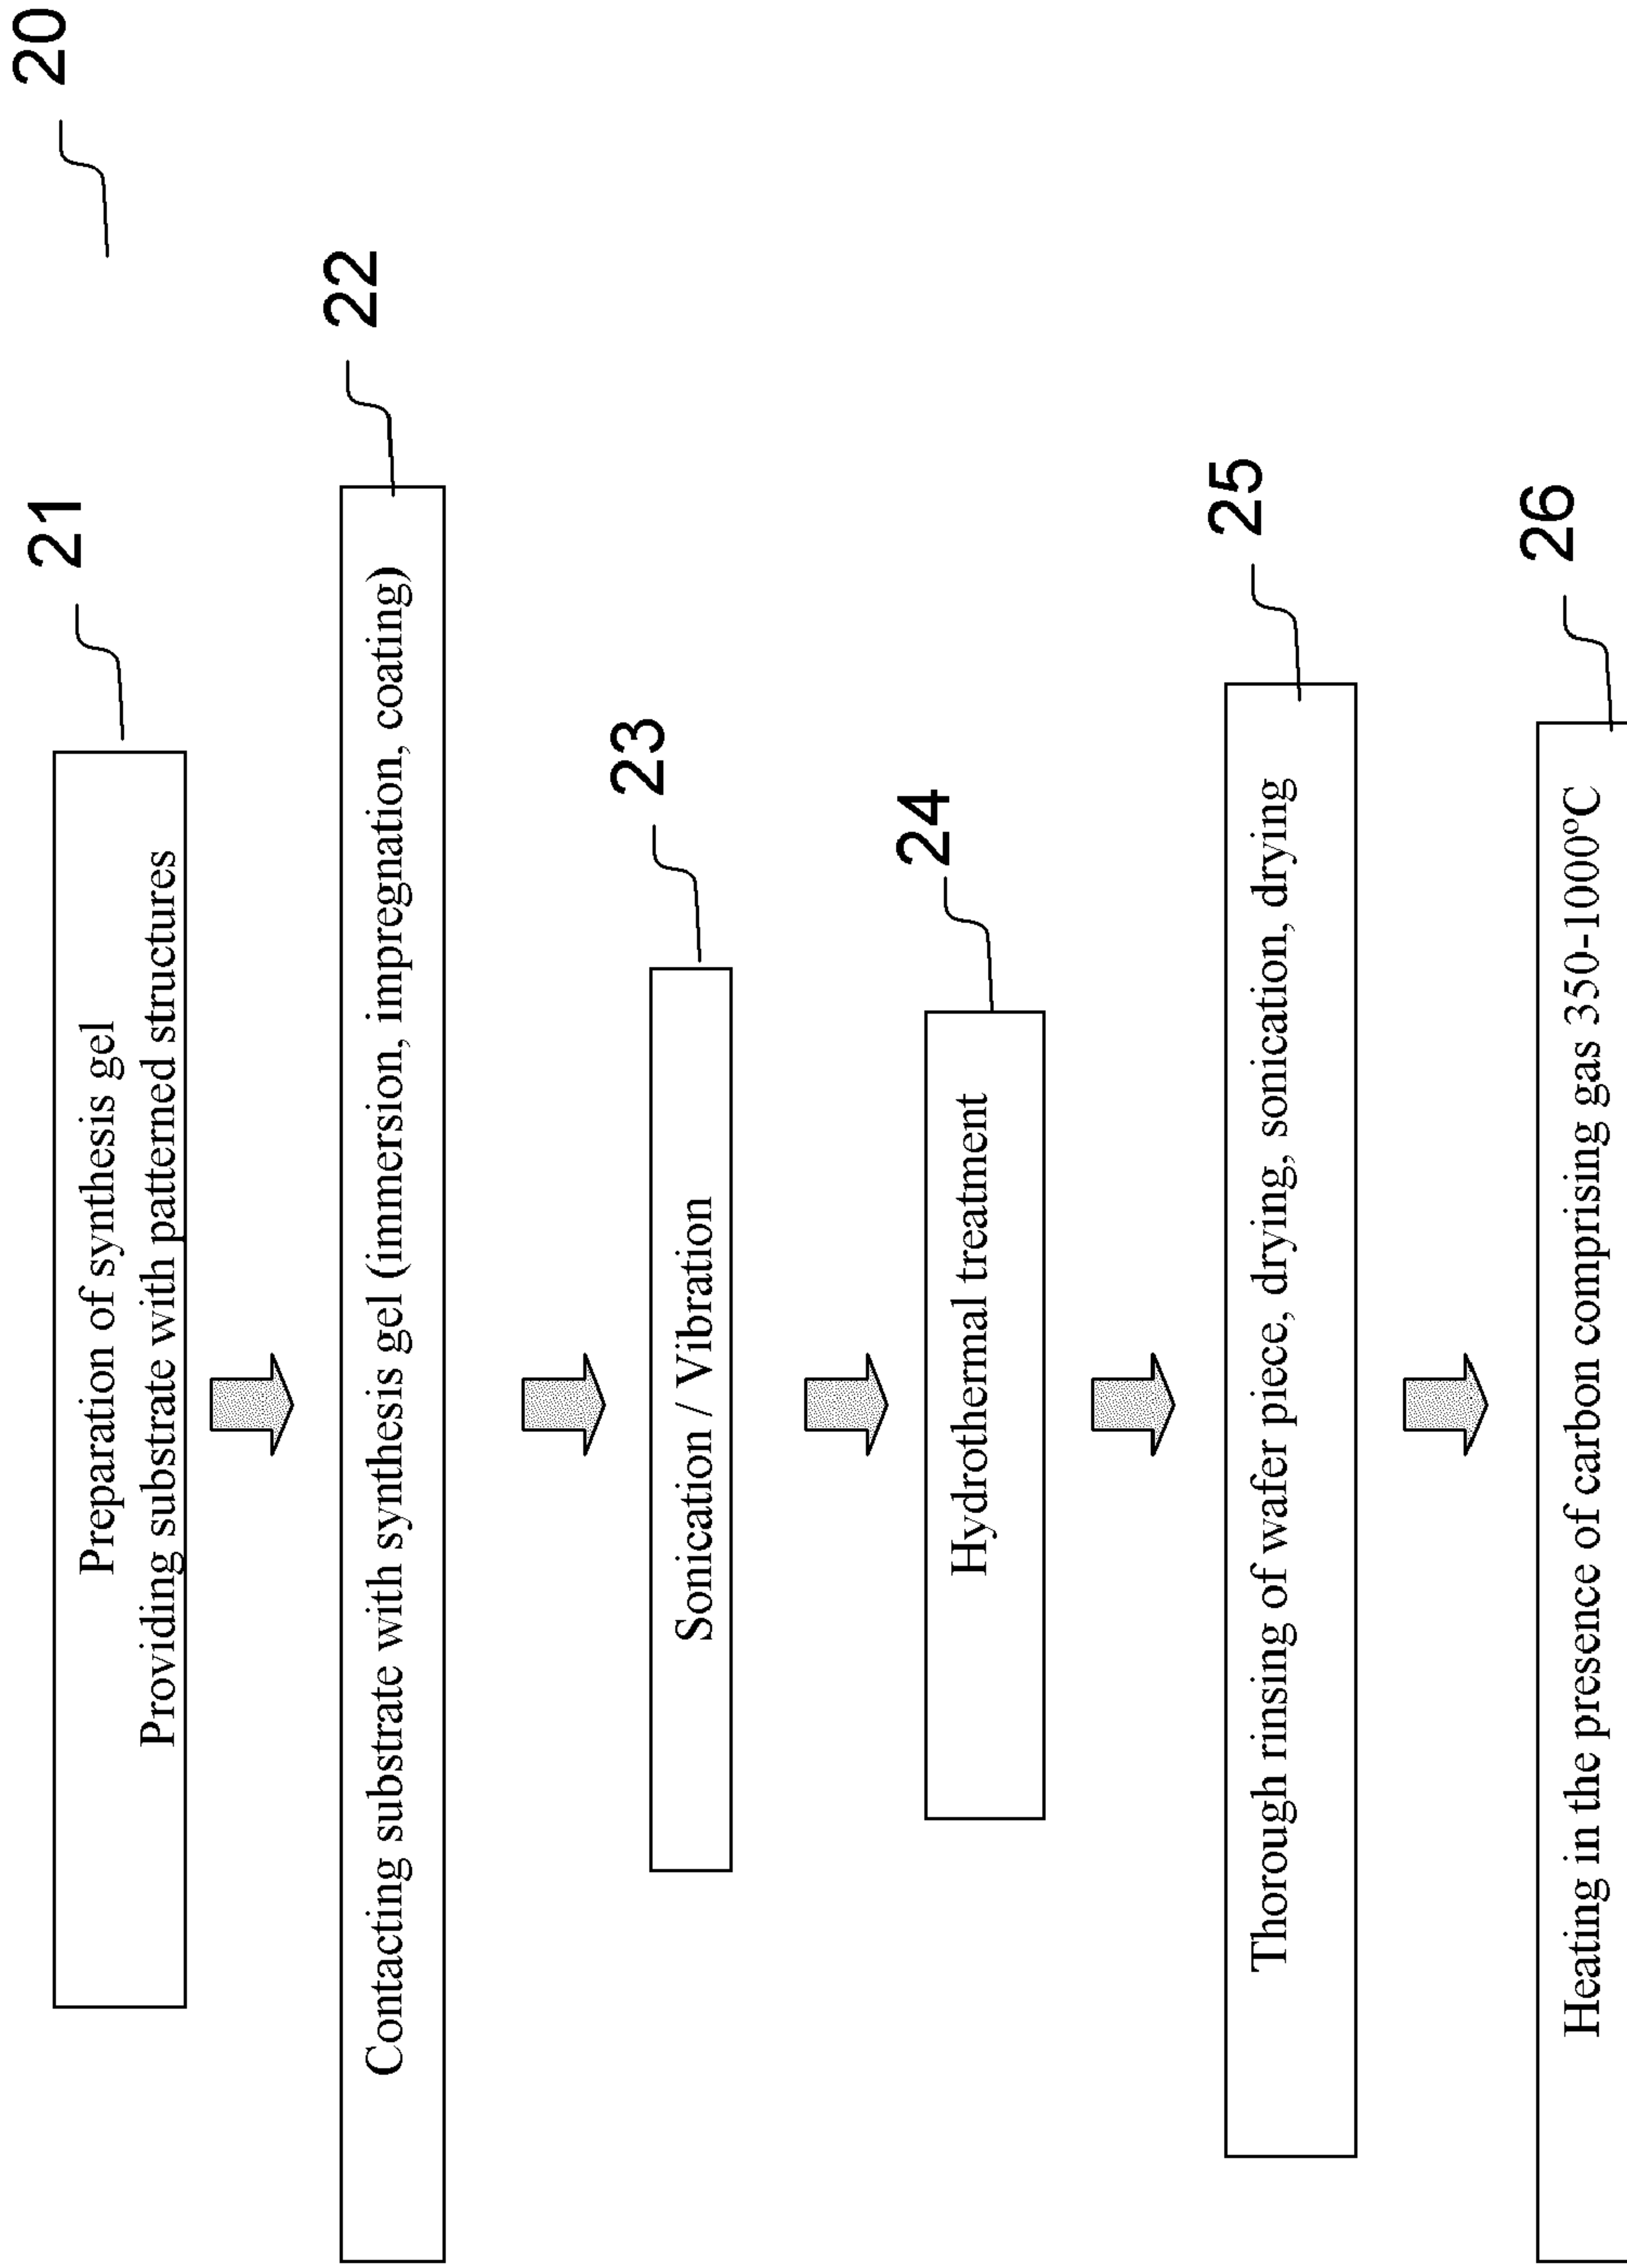 20
21
Preparation of synthesis gel
Providing substrate with patterned structures
22
Contacting substrate with synthesis gel (immersion, impregnation, coating)
23
Sonication / Vibration
24
Hydrothermal treatment
25
Thorough rinsing of wafer piece, drying, sonication, drying
26
Heating in the presence of carbon comprising gas 350-1000ºC